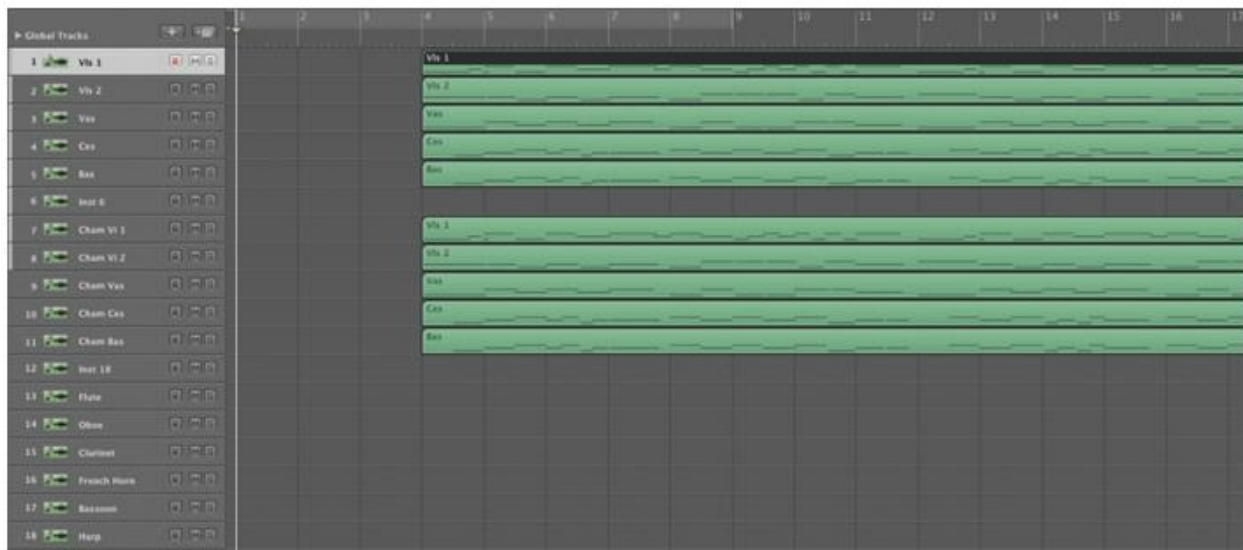 1 2 3 4 5 6 7 8 9 10 11 12 13 14 15 16 17
Global Tracks
1 Vls 1 R M S Vls 1
2 Vls 2 R M S Vls 2
3 Vas R M S Vas
4 Ces R M S Ces
5 Bas R M S Bas
6 Inst 6 R M S
7 Cham Vl 1 R M S Vls 1
8 Cham Vl 2 R M S Vls 2
9 Cham Vas R M S Vas
10 Cham Ces R M S Ces
11 Cham Bas R M S Bas
12 Inst 18 R M S
13 Flute R M S
14 Oboe R M S
15 Clarinet R M S
16 French Horn R M S
17 Bassoon R M S
18 Harp R M S